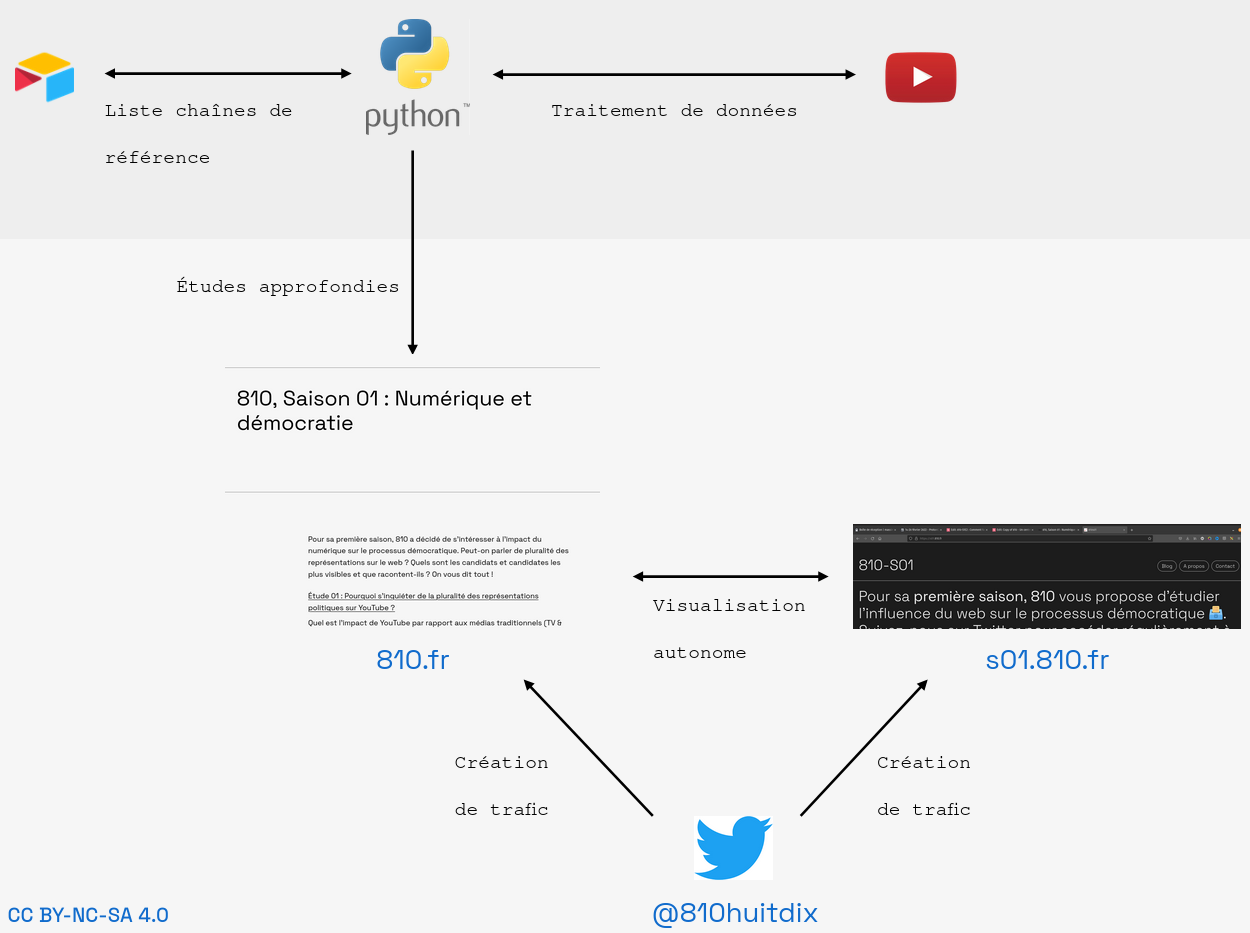 python™
Liste chaînes de
référence
Traitement de données
Études approfondies
810, Saison 01 : Numérique et
démocratie
Pour sa première saison, 810 a décidé de s'intéresser à l'impact du
numérique sur le processus démocratique. Peut-on parler de pluralité des
représentations sur le web ? Quels sont les candidats et candidates les
plus visibles et que racontent-ils ? On vous dit tout !
Étude 01 : Pourquoi s'inquiéter de la pluralité des représentations
politiques sur YouTube ?
Quel est l'impact de YouTube par rapport aux médias traditionnels (TV &
810.fr
Visualisation
autonome
810-S01
Blog
A propos
Contact
Pour sa première saison, 810 vous propose d'étudier
l'influence du web sur le processus démocratique 🗳️.
s01.810.fr
Création
de trafic
Création
de trafic
@810huitdix
CC BY-NC-SA 4.0